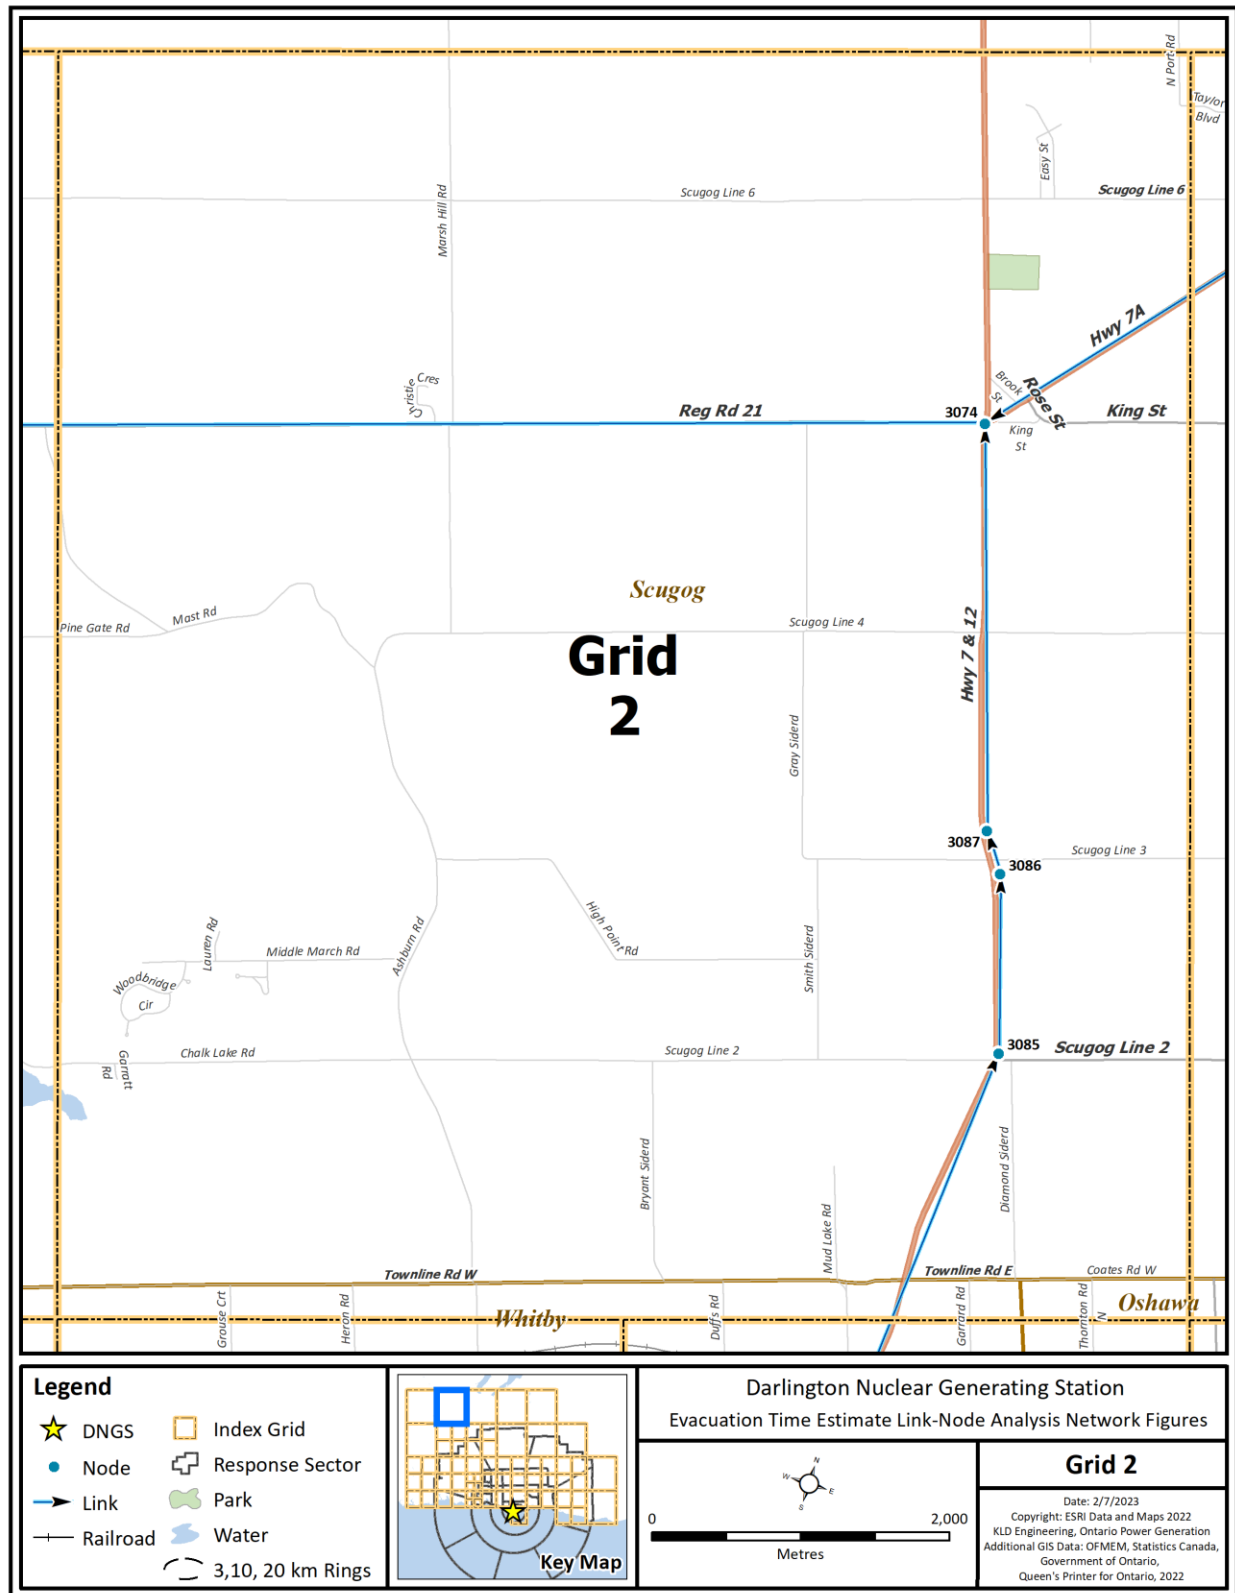 N Port Rd
Taylor
Blvd
Easy St
Marsh Hill Rd
Scugog Line 6
Scugog Line 6
Hwy 7A
Christie Cres
Brook
St
Rose St
Reg Rd 21
3074
King St
King
St
Scugog
Mast Rd
Pine Gate Rd
Scugog Line 4
Grid
2
Hwy 7 & 12
Gray Siderd
3087
Scugog Line 3
3086
High Point Rd
Ashburn Rd
Lauren Rd
Middle March Rd
Smith Siderd
Woodbridge
Cir
3085
Garratt
Rd
Chalk Lake Rd
Scugog Line 2
Scugog Line 2
Bryant Siderd
Diamond Siderd
Mud Lake Rd
Townline Rd W
Townline Rd E
Coates Rd W
Grouse Crt
Heron Rd
Whitby
Duffs Rd
Garrard Rd
Thornton Rd
N
Oshawa
Legend
DNGS
Node
Link
Railroad
Index Grid
Response Sector
Park
Water
3,10, 20 km Rings
Key Map
Darlington Nuclear Generating Station
Evacuation Time Estimate Link-Node Analysis Network Figures
N
W
E
S
0
2,000
Metres
Grid 2
Date: 2/7/2023
Copyright: ESRI Data and Maps 2022
KLD Engineering, Ontario Power Generation
Additional GIS Data: OFMEM, Statistics Canada,
Government of Ontario,
Queen's Printer for Ontario, 2022